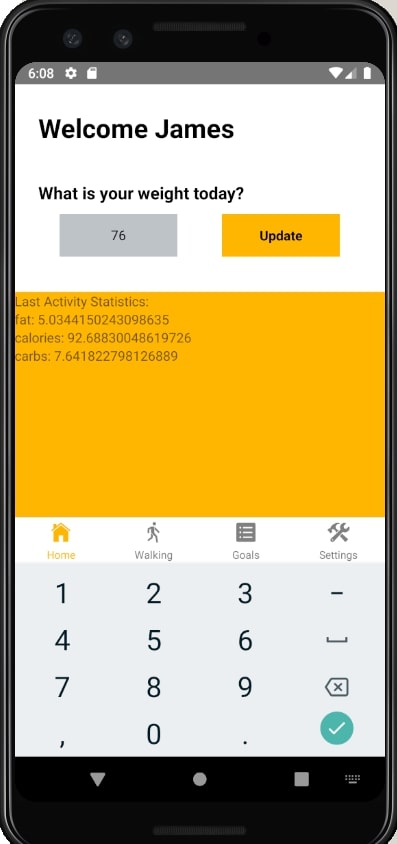 6:08
Welcome James
What is your weight today?
76 Update
Last Activity Statistics:
fat: 5.0344150243098635
calories: 92.68830048619726
carbs: 7.641822798126889
Home Walking Goals Settings
1 2 3 -
4 5 6
7 8 9
, 0 .